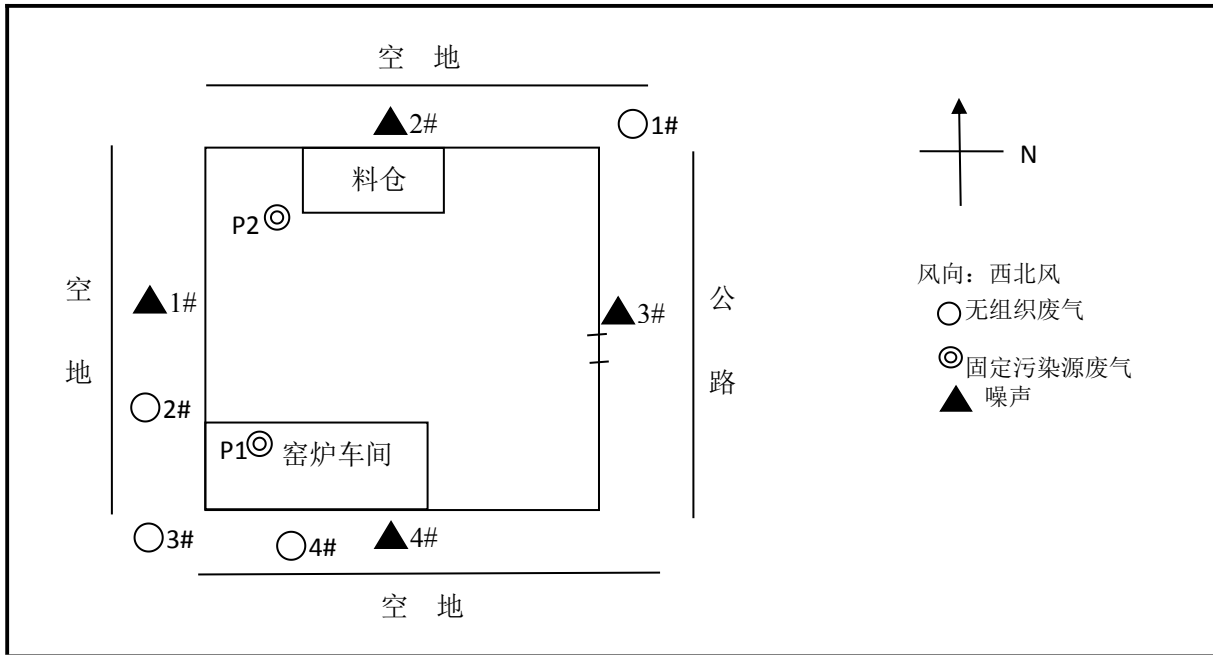 空 地
2#
1#
料仓
N
P2
风向：西北风
空
地
1#
3#
公
路
无组织废气
固定污染源废气
噪声
2#
P1
窑炉车间
3#
4#
4#
空 地